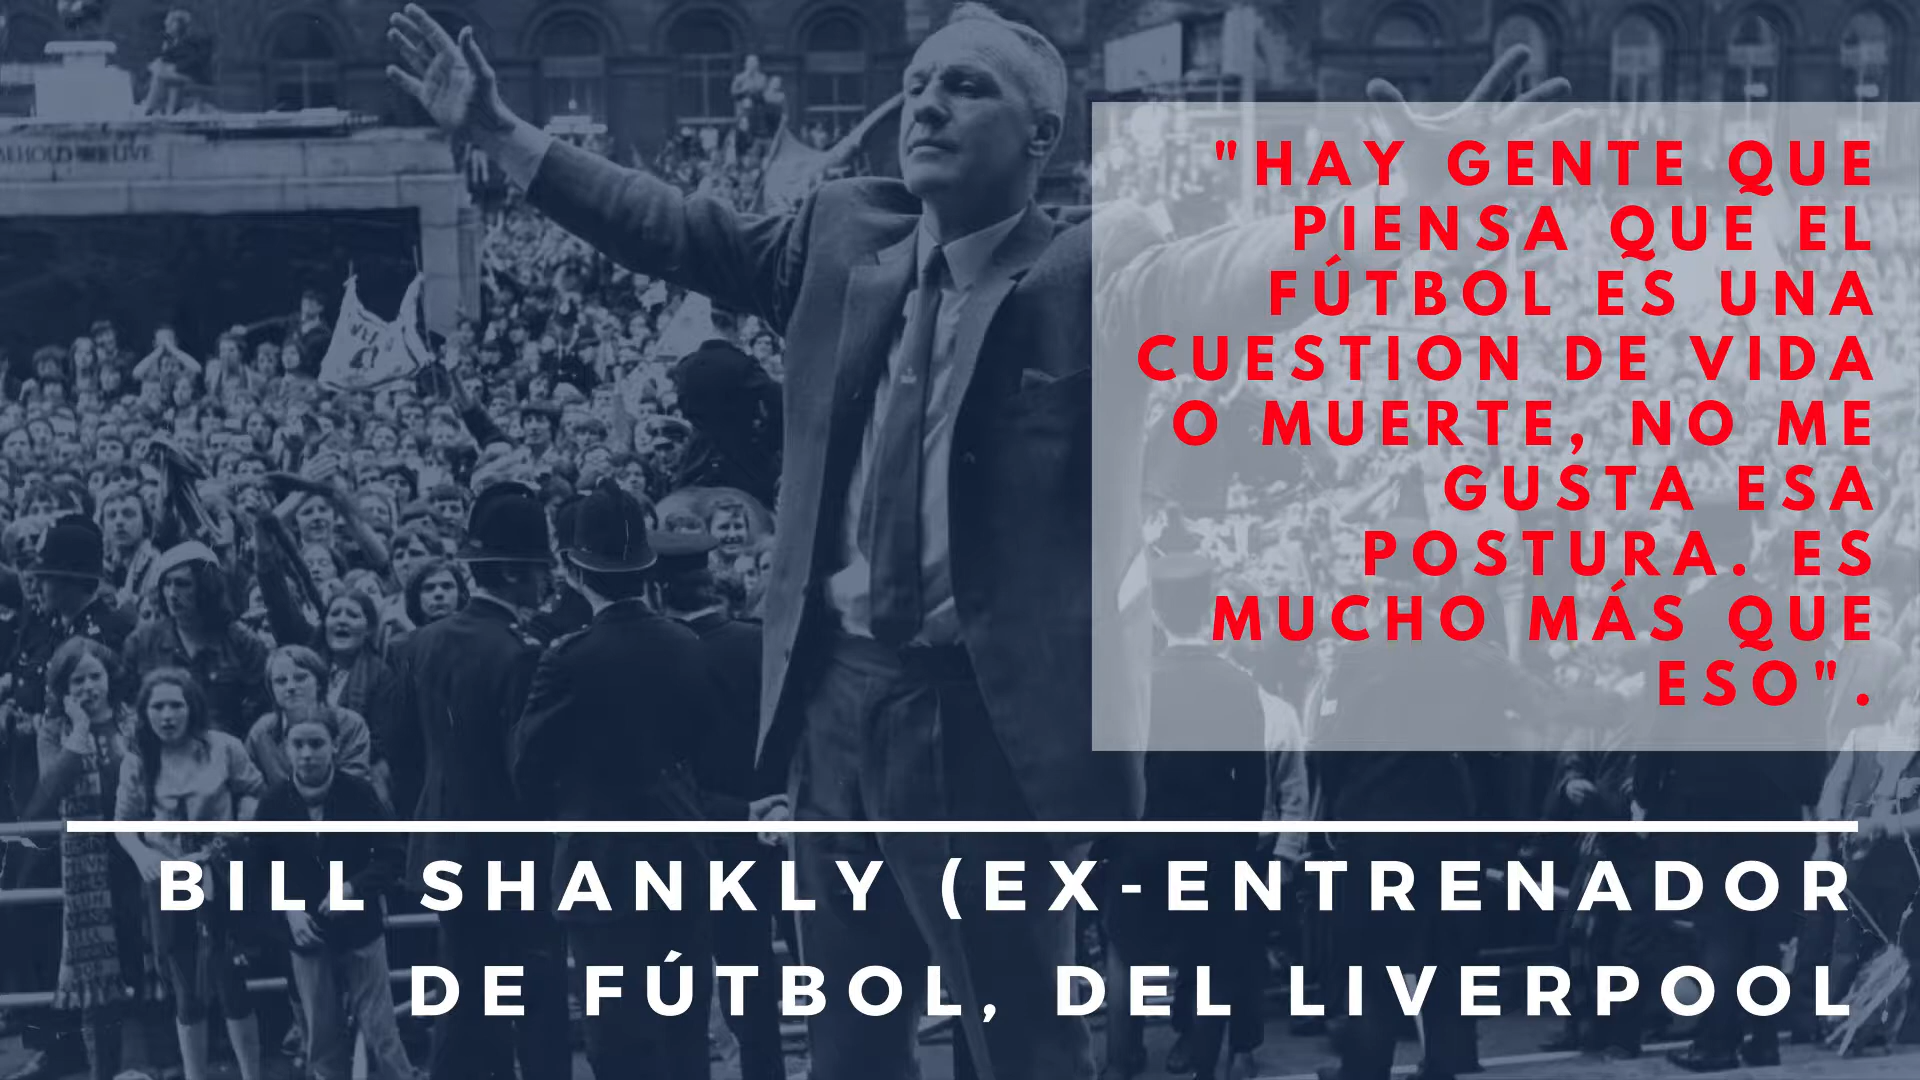 "HAY GENTE QUE
PIENSA QUE EL
FÚTBOL ES UNA
CUESTION DE VIDA
O MUERTE, NO ME
GUSTA ESA
POSTURA. ES
MUCHO MÁS QUE
ESO".
BILL SHANKLY (EX-ENTRENADOR
DE FÚTBOL, DEL LIVERPOOL